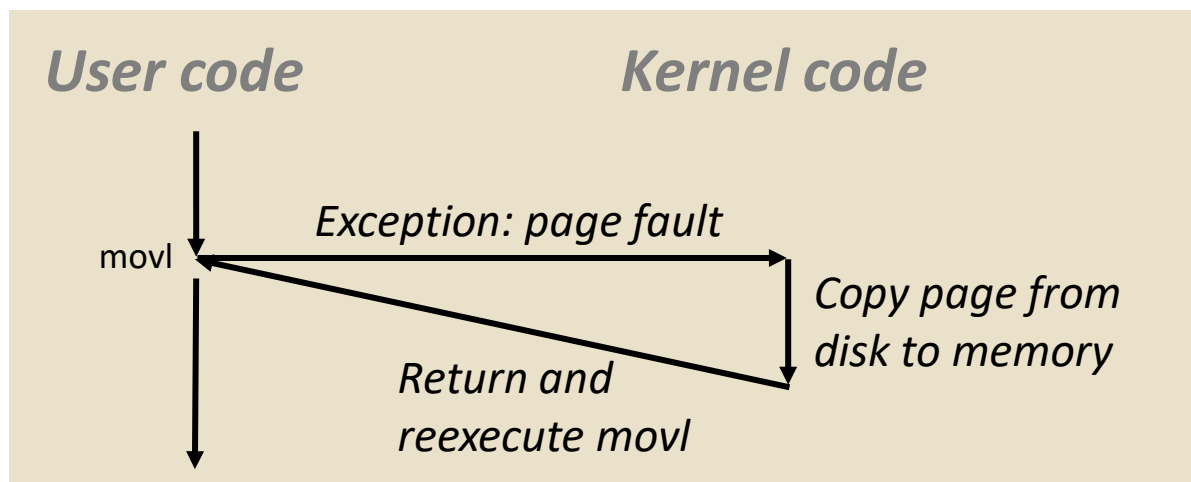 User code
Kernel code
Exception: page fault
movl
Copy page from
disk to memory
Return and
reexecute movl